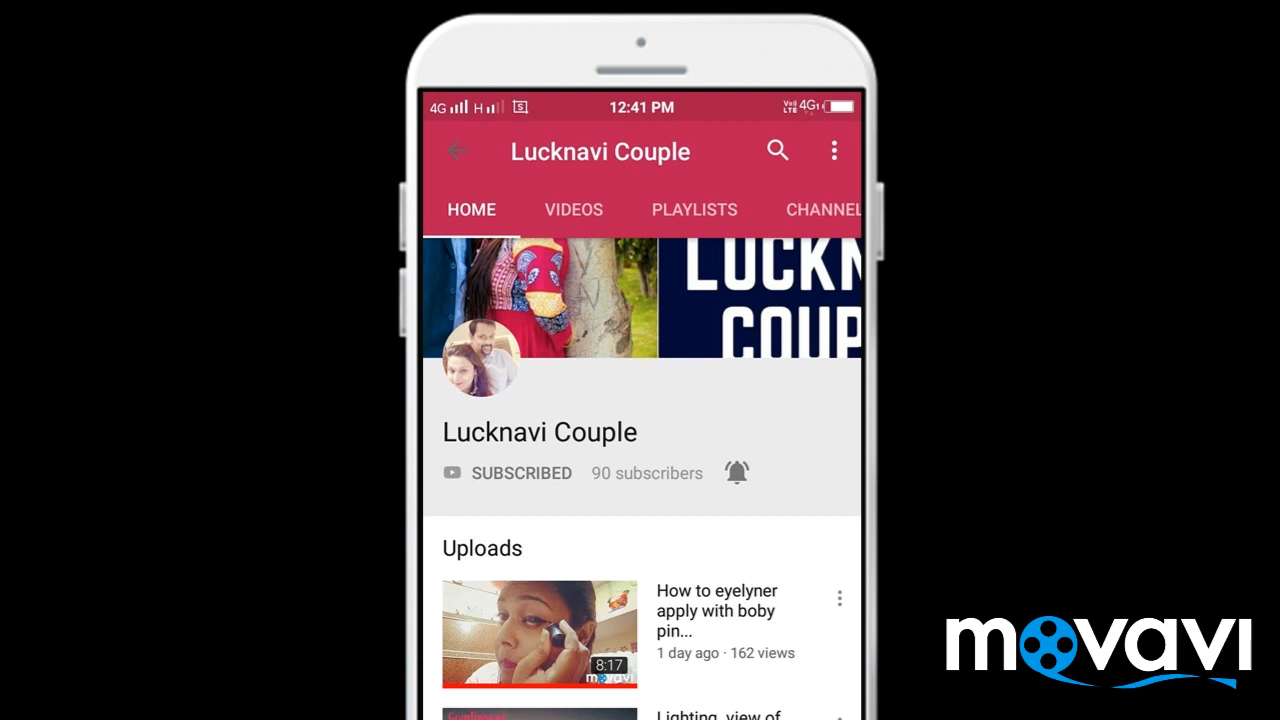 4G H 12:41 PM VoLTE 4G
Lucknavi Couple
HOME VIDEOS PLAYLISTS CHANNEL
LUCKN
COUP
Lucknavi Couple
SUBSCRIBED 90 subscribers
Uploads
How to eyelyner
apply with boby
pin...
1 day ago · 162 views
8:17
movavi
Lighting, view of
movavi